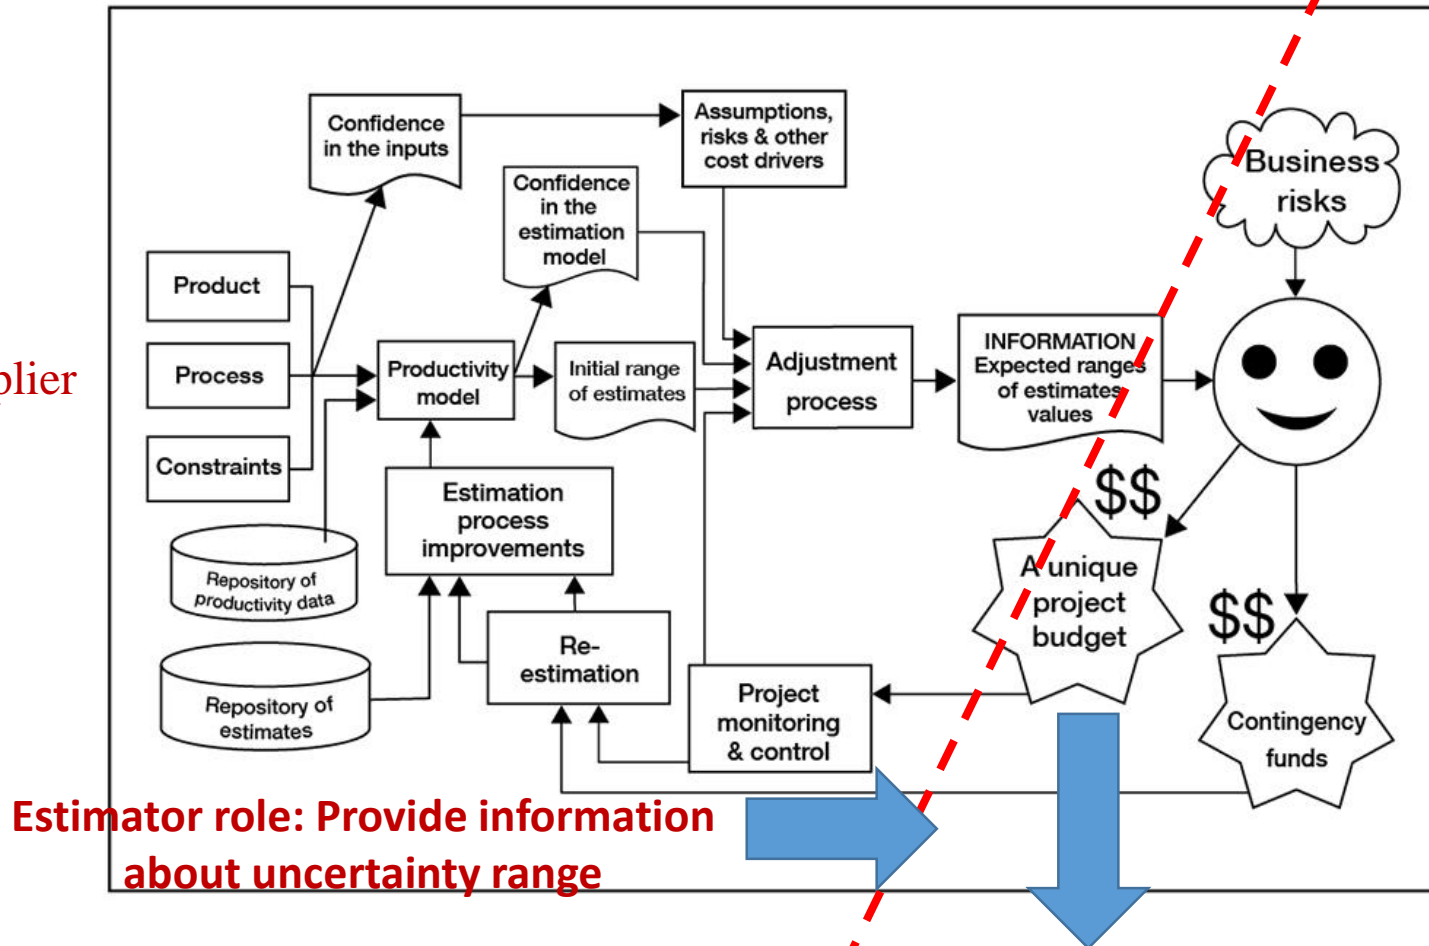 Confidence
in the inputs
Assumptions,
risks & other
cost drivers
Business
risks
Confidence
in the
estimation
model
Product
Process
Constraints
Productivity
model
Initial range
of estimates
Adjustment
process
INFORMATION
Expected ranges
of estimates
values
Estimation
process
improvements
$$
A unique
project
budget
$$
Contingency
funds
Repository of
productivity data
Re-
estimation
Repository of
estimates
Project
monitoring
& control
plier
Estimator role: Provide information
about uncertainty range